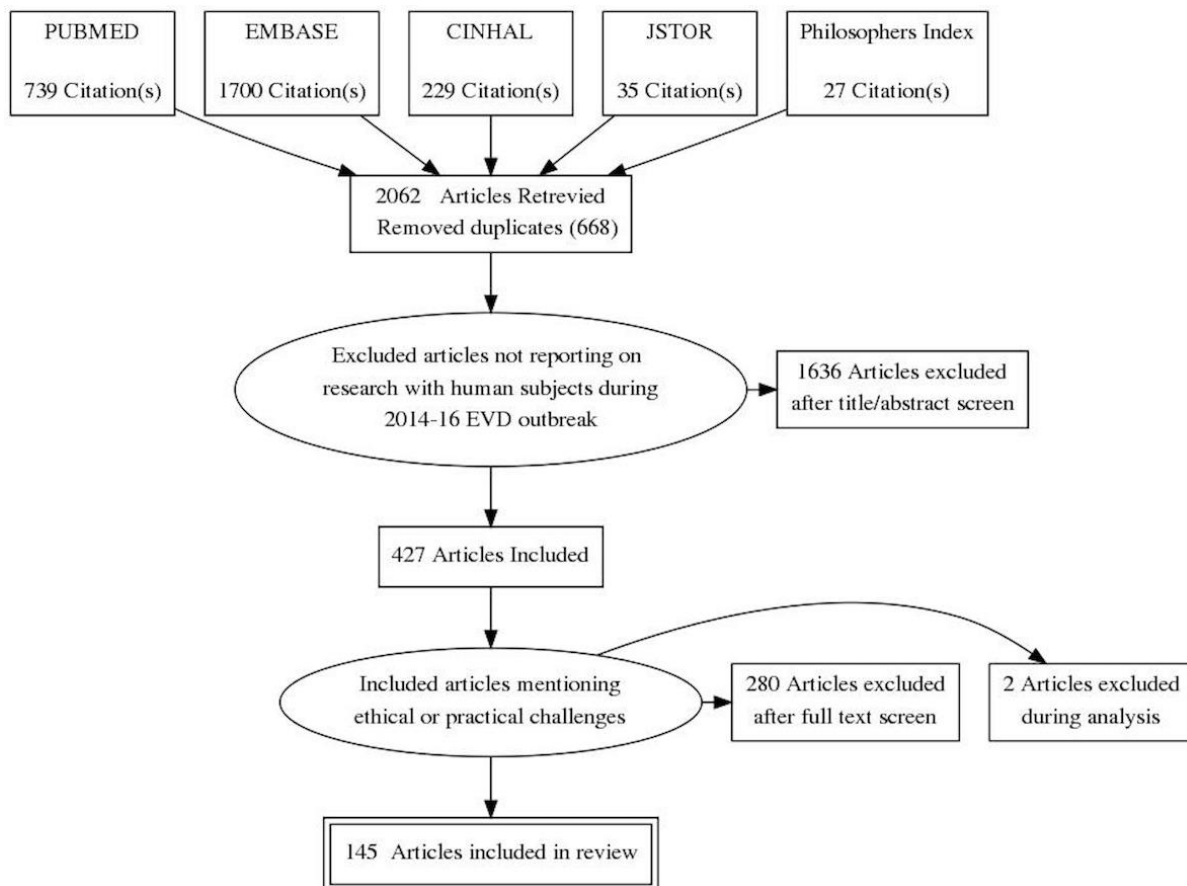 PUBMED
739 Citation(s)
EMBASE
1700 Citation(s)
CINHAL
229 Citation(s)
JSTOR
35 Citation(s)
Philosophers Index
27 Citation(s)
2062 Articles Retrevied
Removed duplicates (668)
Excluded articles not reporting on
research with human subjects during
2014-16 EVD outbreak
1636 Articles excluded
after title/abstract screen
427 Articles Included
Included articles mentioning
ethical or practical challenges
280 Articles excluded
after full text screen
2 Articles excluded
during analysis
145 Articles included in review